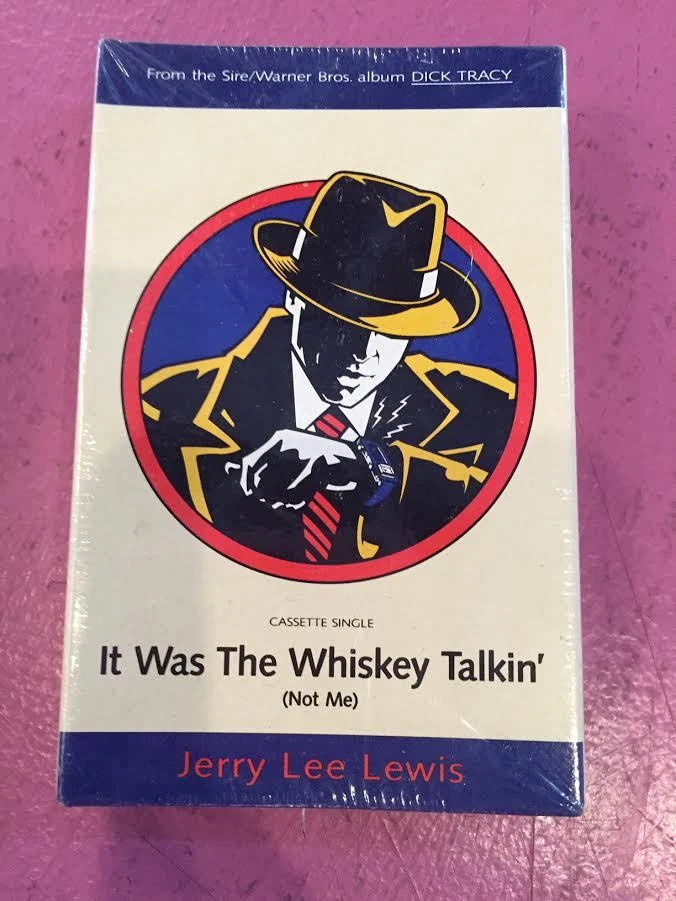 From the Sire/Warner Bros. album DICK TRACY
CASSETTE SINGLE
It Was The Whiskey Talkin'
(Not Me)
Jerry Lee Lewis